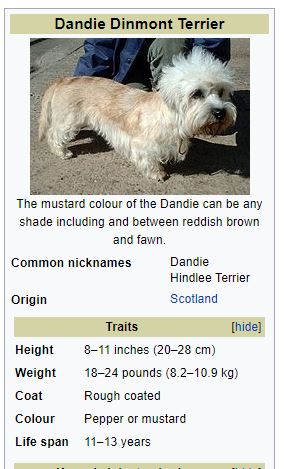 Dandie Dinmont Terrier
The mustard colour of the Dandie can be any
shade including and between reddish brown
and fawn.
Common nicknames Dandie
Hindlee Terrier
Origin Scotland
Traits [hide]
Height 8–11 inches (20–28 cm)
Weight 18–24 pounds (8.2–10.9 kg)
Coat Rough coated
Colour Pepper or mustard
Life span 11–13 years